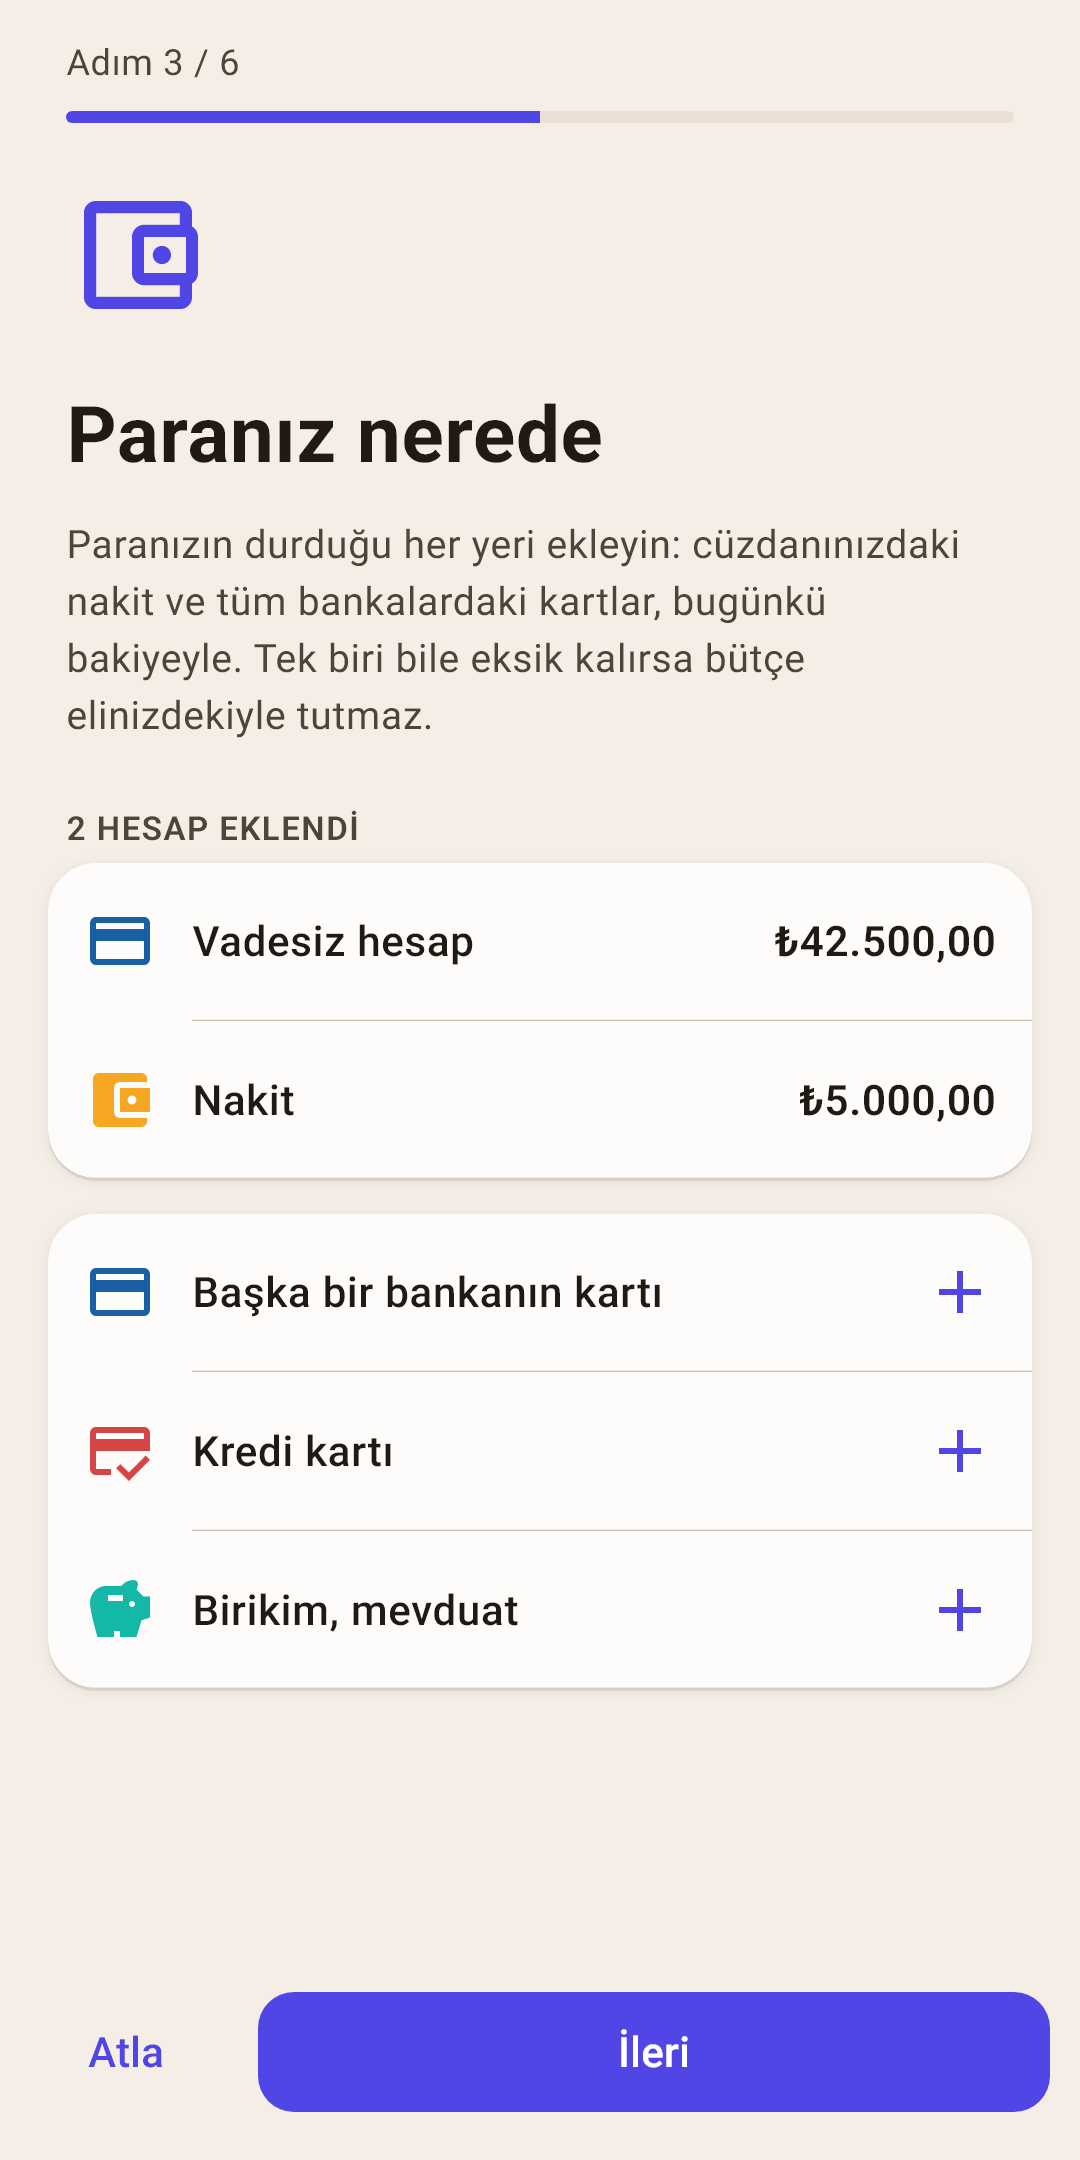 Adım 3 / 6
Paranız nerede
Paranızın durduğu her yeri ekleyin: cüzdanınızdaki
nakit ve tüm bankalardaki kartlar, bugünkü
bakiyeyle. Tek biri bile eksik kalırsa bütçe
elinizdekiyle tutmaz.
2 HESAP EKLENDİ
Vadesiz hesap ₺42.500,00
Nakit ₺5.000,00
Başka bir bankanın kartı
Kredi kartı
Birikim, mevduat
Atla İleri